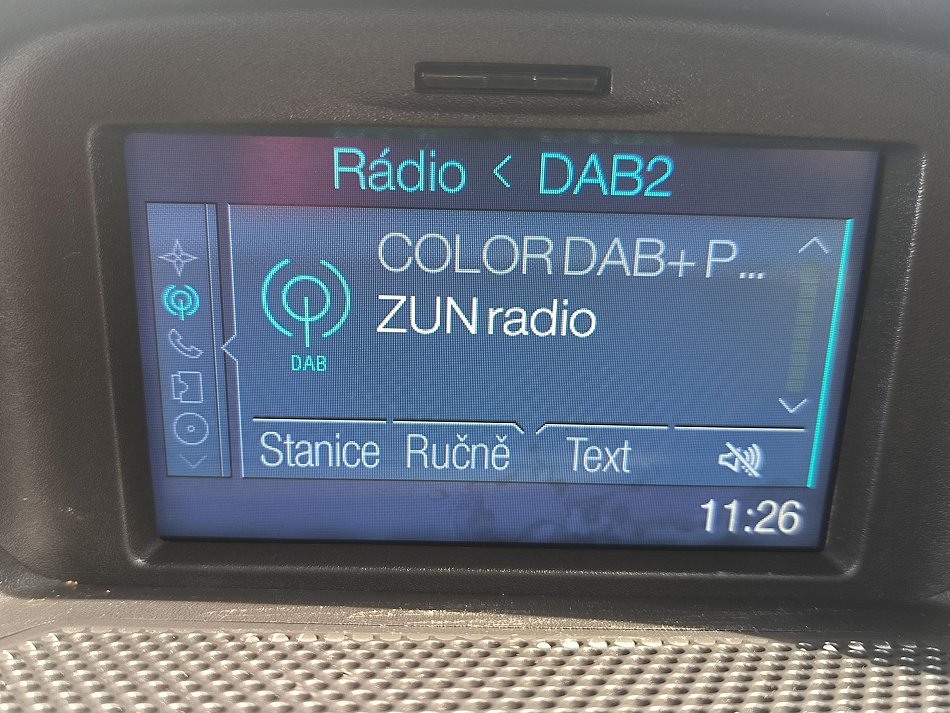 Rádio < DAB2
COLOR DAB+ P...
ZUN radio
DAB
Stanice Ručně Text
11:26